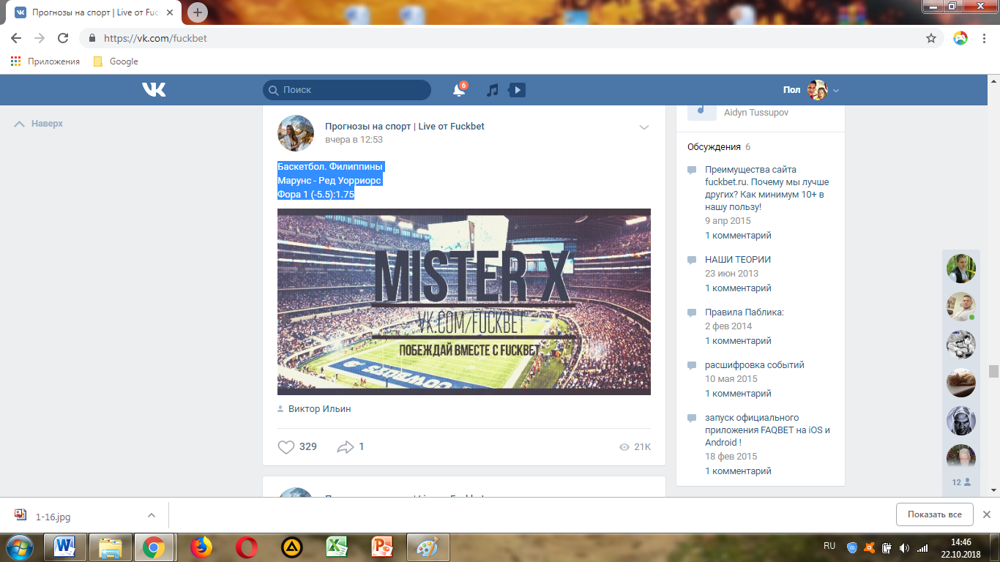 Прогнозы на спорт | Live от Fuc
https://vk.com/fuckbet
Приложения
Google
Поиск
6
Пол
Наверх
Прогнозы на спорт | Live от Fuckbet
вчера в 12:53
Баскетбол. Филиппины
Марунс - Ред Уорриорс
Фора 1 (-5.5):1.75
MISTER X
VK.COM/FUCKBET
ПОБЕЖДАЙ ВМЕСТЕ С FUCKBET
COWBOYS
Виктор Ильин
329
1
21K
Aidyn Tussupov
Обсуждения 6
Преимущества сайта
fuckbet.ru. Почему мы лучше
других? Как минимум 10+ в
нашу пользу!
9 апр 2015
1 комментарий
НАШИ ТЕОРИИ
23 июн 2013
1 комментарий
Правила Паблика:
2 фев 2014
1 комментарий
расшифровка событий
10 мая 2015
1 комментарий
запуск официального
приложения FAQBET на iOS и
Android !
18 фев 2015
1 комментарий
12
1-16.jpg
Показать все
RU
14:46
22.10.2018